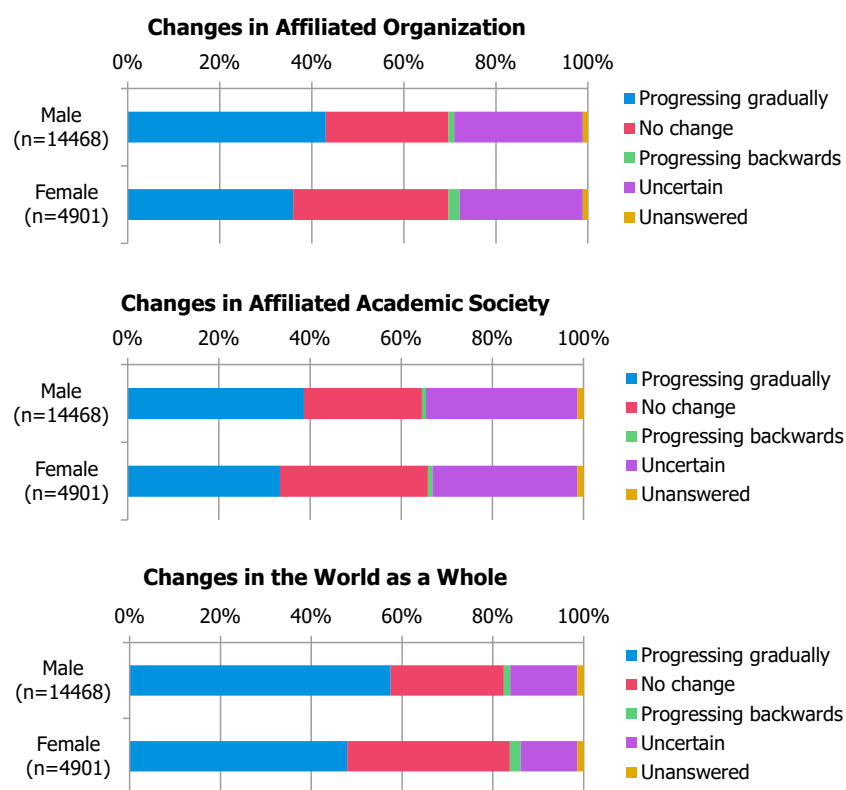 Changes in Affiliated Organization
0% 20% 40% 60% 80% 100%
Male
(n=14468)
Female
(n=4901)
Progressing gradually
No change
Progressing backwards
Uncertain
Unanswered
Changes in Affiliated Academic Society
0% 20% 40% 60% 80% 100%
Male
(n=14468)
Female
(n=4901)
Progressing gradually
No change
Progressing backwards
Uncertain
Unanswered
Changes in the World as a Whole
0% 20% 40% 60% 80% 100%
Male
(n=14468)
Female
(n=4901)
Progressing gradually
No change
Progressing backwards
Uncertain
Unanswered